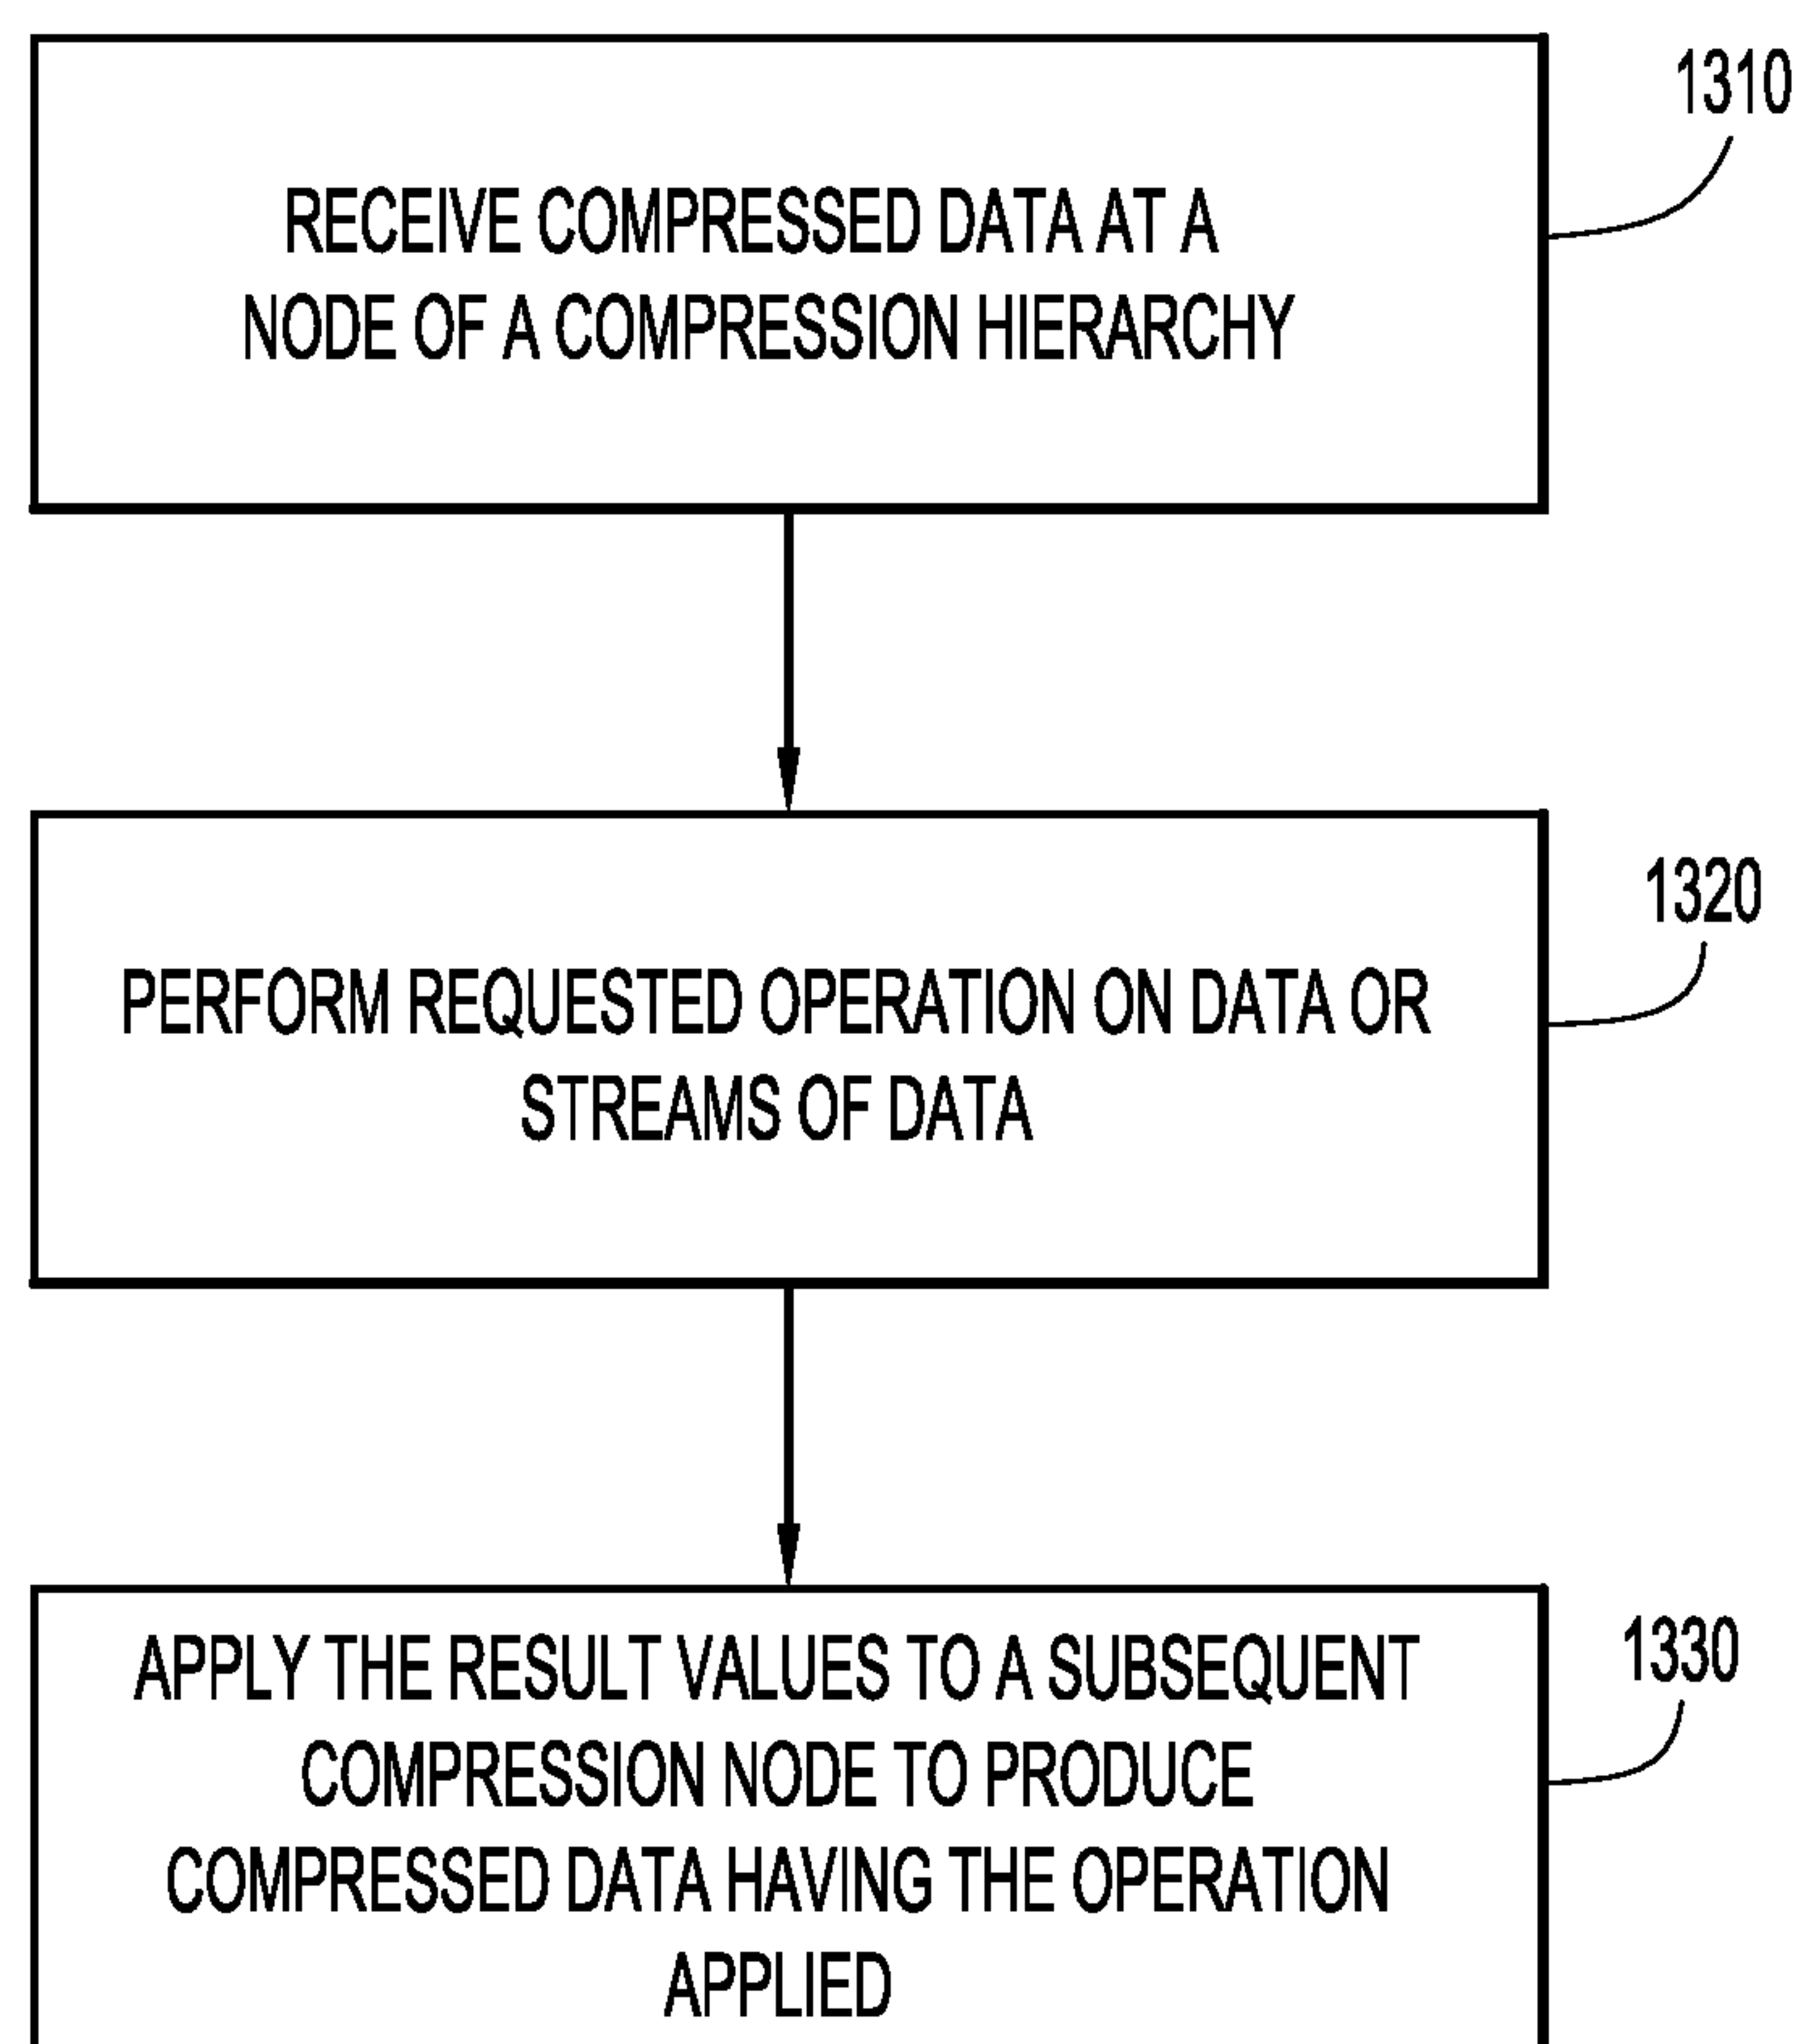 1310
RECEIVE COMPRESSED DATA AT A
NODE OF A COMPRESSION HIERARCHY
1320
PERFORM REQUESTED OPERATION ON DATA OR
STREAMS OF DATA
1330
APPLY THE RESULT VALUES TO A SUBSEQUENT
COMPRESSION NODE TO PRODUCE
COMPRESSED DATA HAVING THE OPERATION
APPLIED